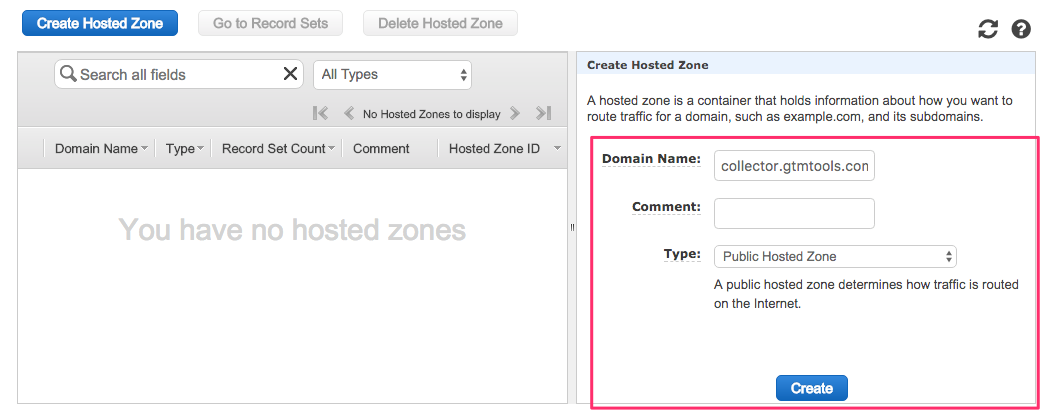 Create Hosted Zone
Go to Record Sets
Delete Hosted Zone
Search all fields
All Types
No Hosted Zones to display
Domain Name
Type
Record Set Count
Comment
Hosted Zone ID
You have no hosted zones
Create Hosted Zone
A hosted zone is a container that holds information about how you want to
route traffic for a domain, such as example.com, and its subdomains.
Domain Name:
collector.gtmtools.com
Comment:
Type:
Public Hosted Zone
A public hosted zone determines how traffic is routed
on the Internet.
Create